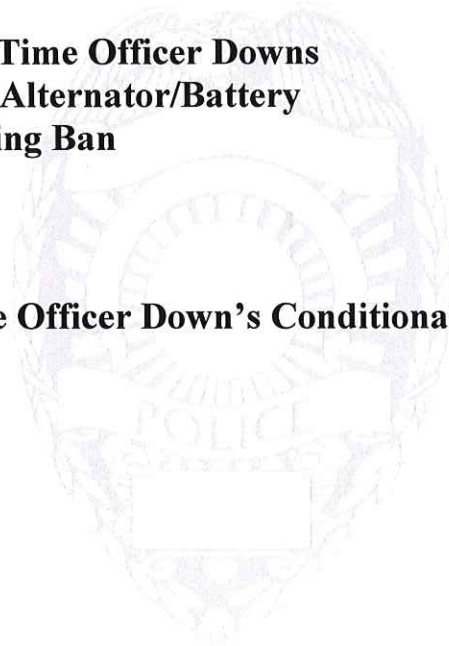 Time Officer Downs
Alternator/Battery
ing Ban
e Officer Down's Conditiona
POLICE